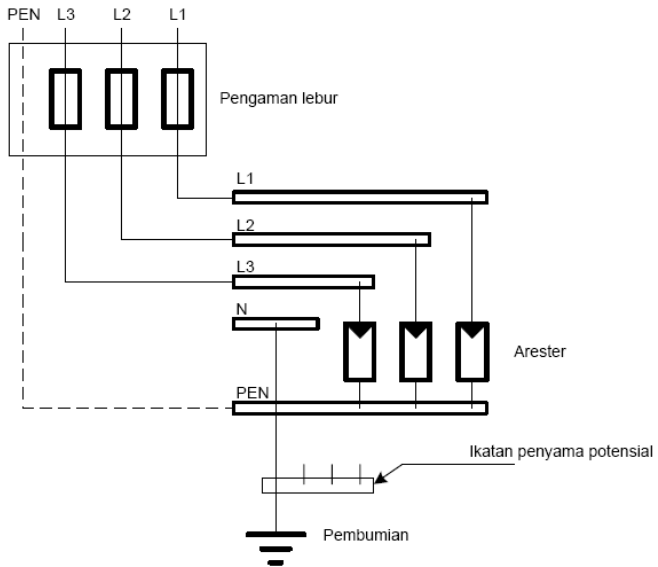 PEN L3 L2 L1
Pengaman lebur
L1
L2
L3
N
Arester
PEN
Ikatan penyama potensial
Pembumian